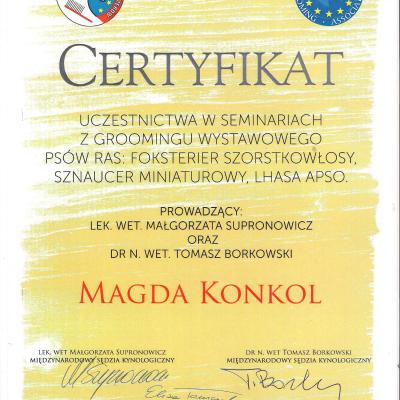 CERTYFIKAT
UCZESTNICTWA W SEMINARIACH
Z GROOMINGU WYSTAWOWEGO
PSÓW RAS: FOKSTERIER SZORSTKOWŁOSY,
SZNAUCER MINIATUROWY, LHASA APSO.
PROWADZĄCY:
LEK. WET. MAŁGORZATA SUPRONOWICZ
ORAZ
DR N. WET. TOMASZ BORKOWSKI
MAGDA KONKOL
LEK. WET MAŁGORZATA SUPRONOWICZ
MIĘDZYNARODOWY SĘDZIA KYNOLOGICZNY
DR N. WET TOMASZ BORKOWSKI
MIĘDZYNARODOWY SĘDZIA KYNOLOGICZNY